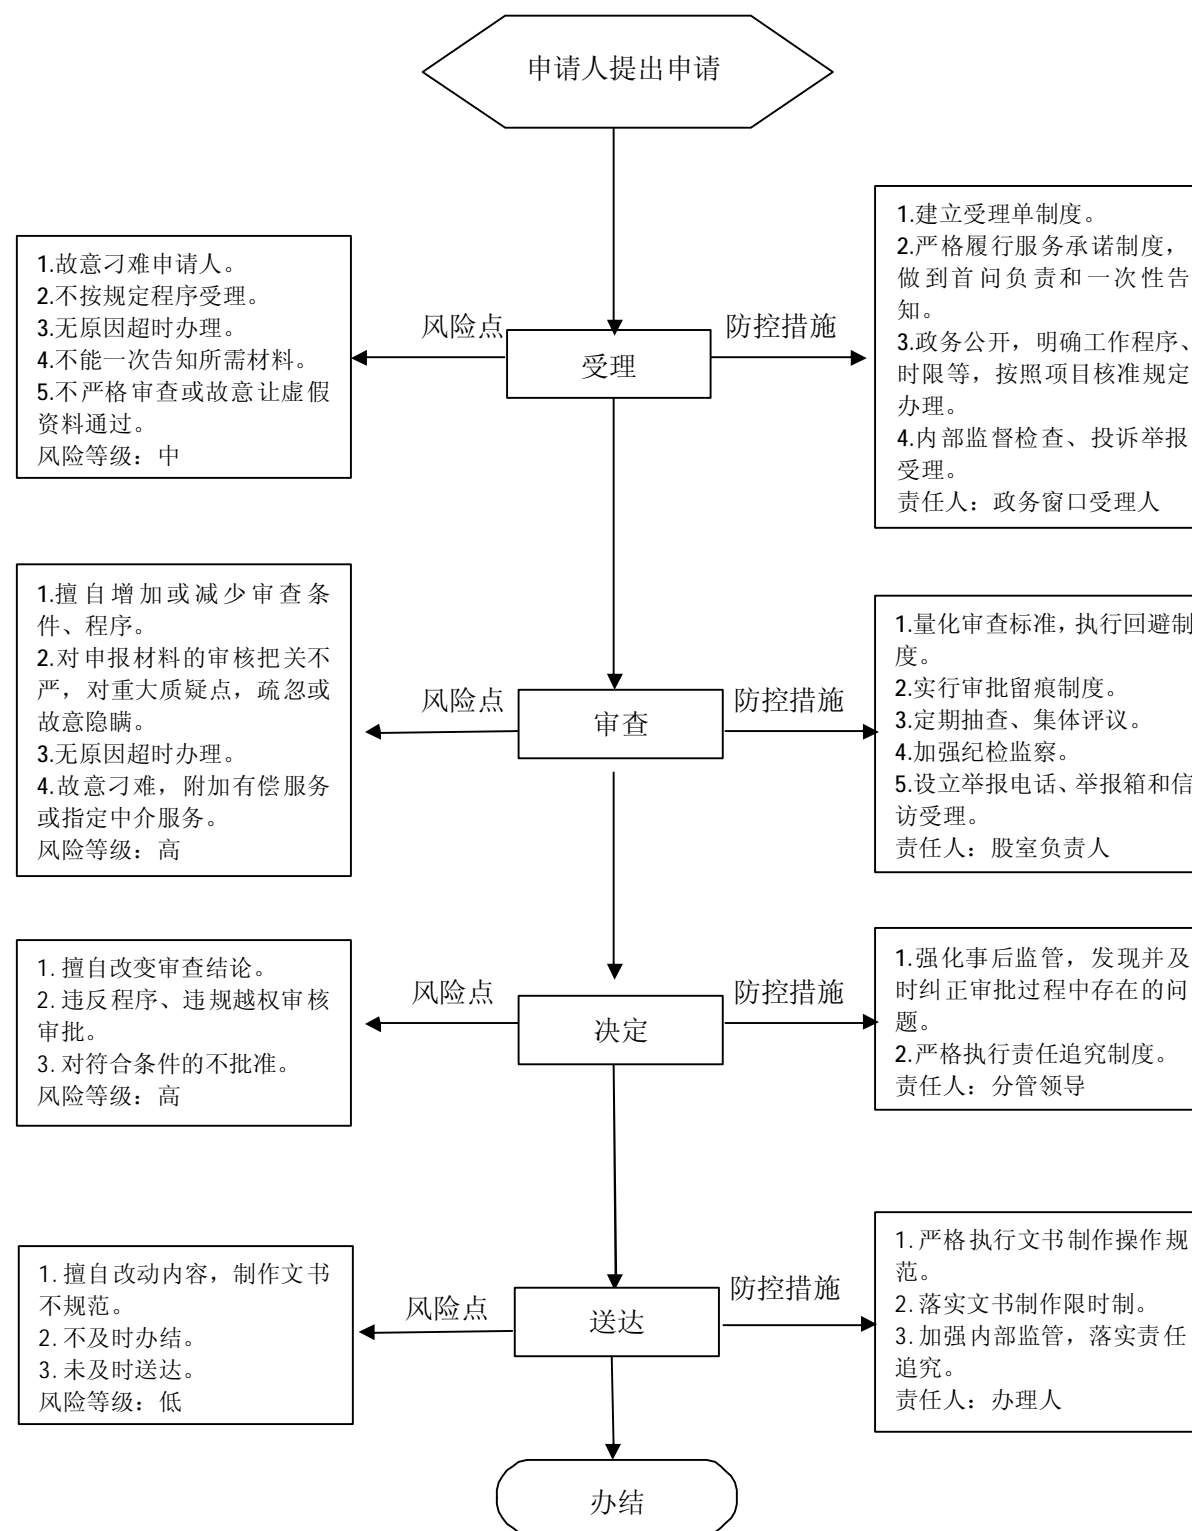 申请人提出申请
1.故意刁难申请人。
2.不按规定程序受理。
3.无原因超时办理。
4.不能一次告知所需材料。
5.不严格审查或故意让虚假
资料通过。
风险等级：中
风险点
受理
防控措施
1.建立受理单制度。
2.严格履行服务承诺制度，
做到首问负责和一次性告
知。
3.政务公开，明确工作程序、
时限等，按照项目核准规定
办理。
4.内部监督检查、投诉举报
受理。
责任人：政务窗口受理人
1.擅自增加或减少审查条
件、程序。
2.对申报材料的审核把关不
严，对重大质疑点，疏忽或
故意隐瞒。
3.无原因超时办理。
4.故意刁难，附加有偿服务
或指定中介服务。
风险等级：高
风险点
审查
防控措施
1.量化审查标准，执行回避制
度。
2.实行审批留痕制度。
3.定期抽查、集体评议。
4.加强纪检监察。
5.设立举报电话、举报箱和信
访受理。
责任人：股室负责人
1. 擅自改变审查结论。
2. 违反程序、违规越权审核
审批。
3. 对符合条件的不批准。
风险等级：高
风险点
决定
防控措施
1.强化事后监管，发现并及
时纠正审批过程中存在的问
题。
2.严格执行责任追究制度。
责任人：分管领导
1. 擅自改动内容，制作文书
不规范。
2. 不及时办结。
3. 未及时送达。
风险等级：低
风险点
送达
防控措施
1. 严格执行文书制作操作规
范。
2. 落实文书制作限时制。
3. 加强内部监管，落实责任
追究。
责任人：办理人
办结